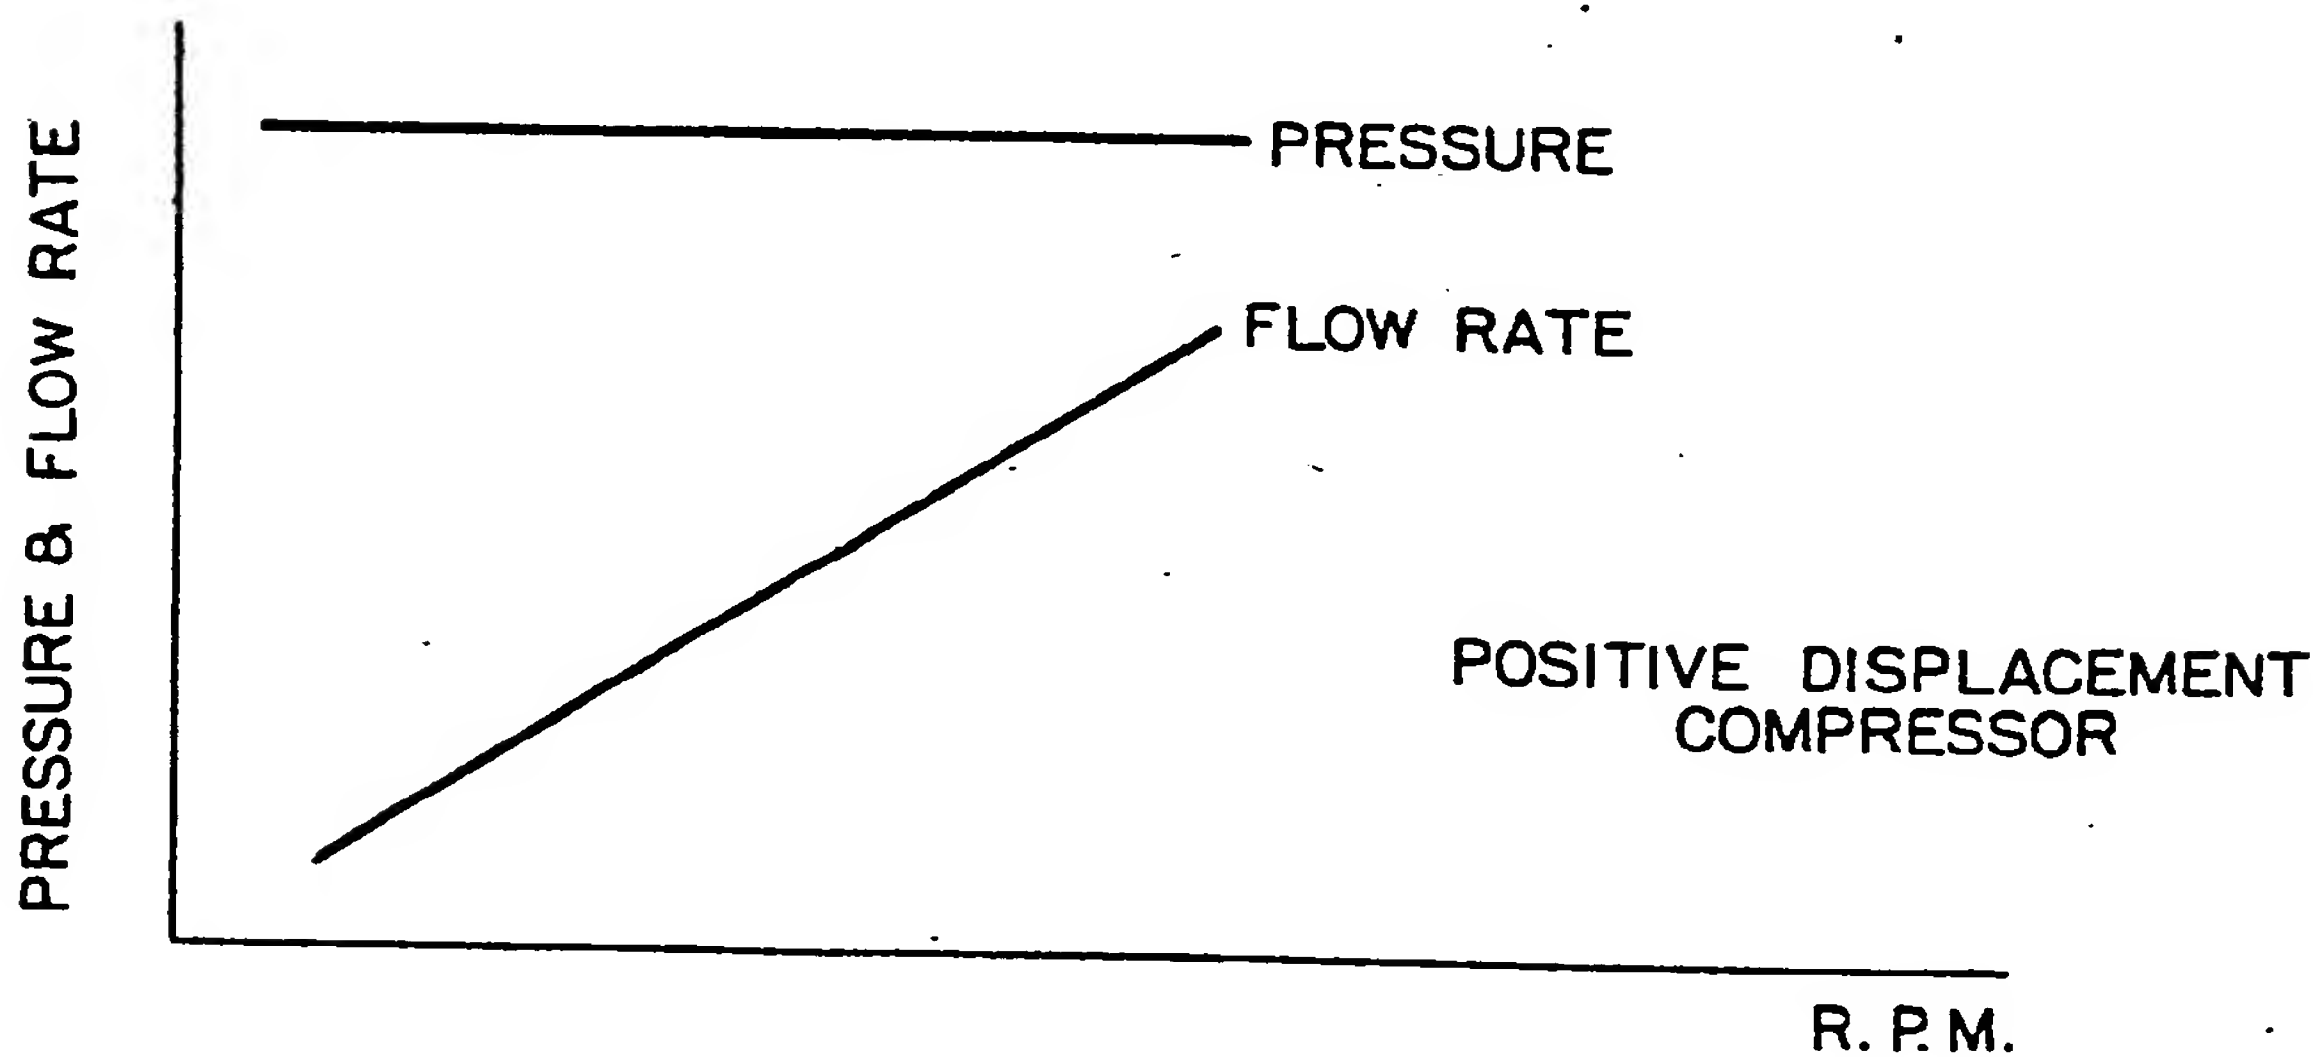 PRESSURE & FLOW RATE
PRESSURE
FLOW RATE
POSITIVE DISPLACEMENT
COMPRESSOR
R. P. M.